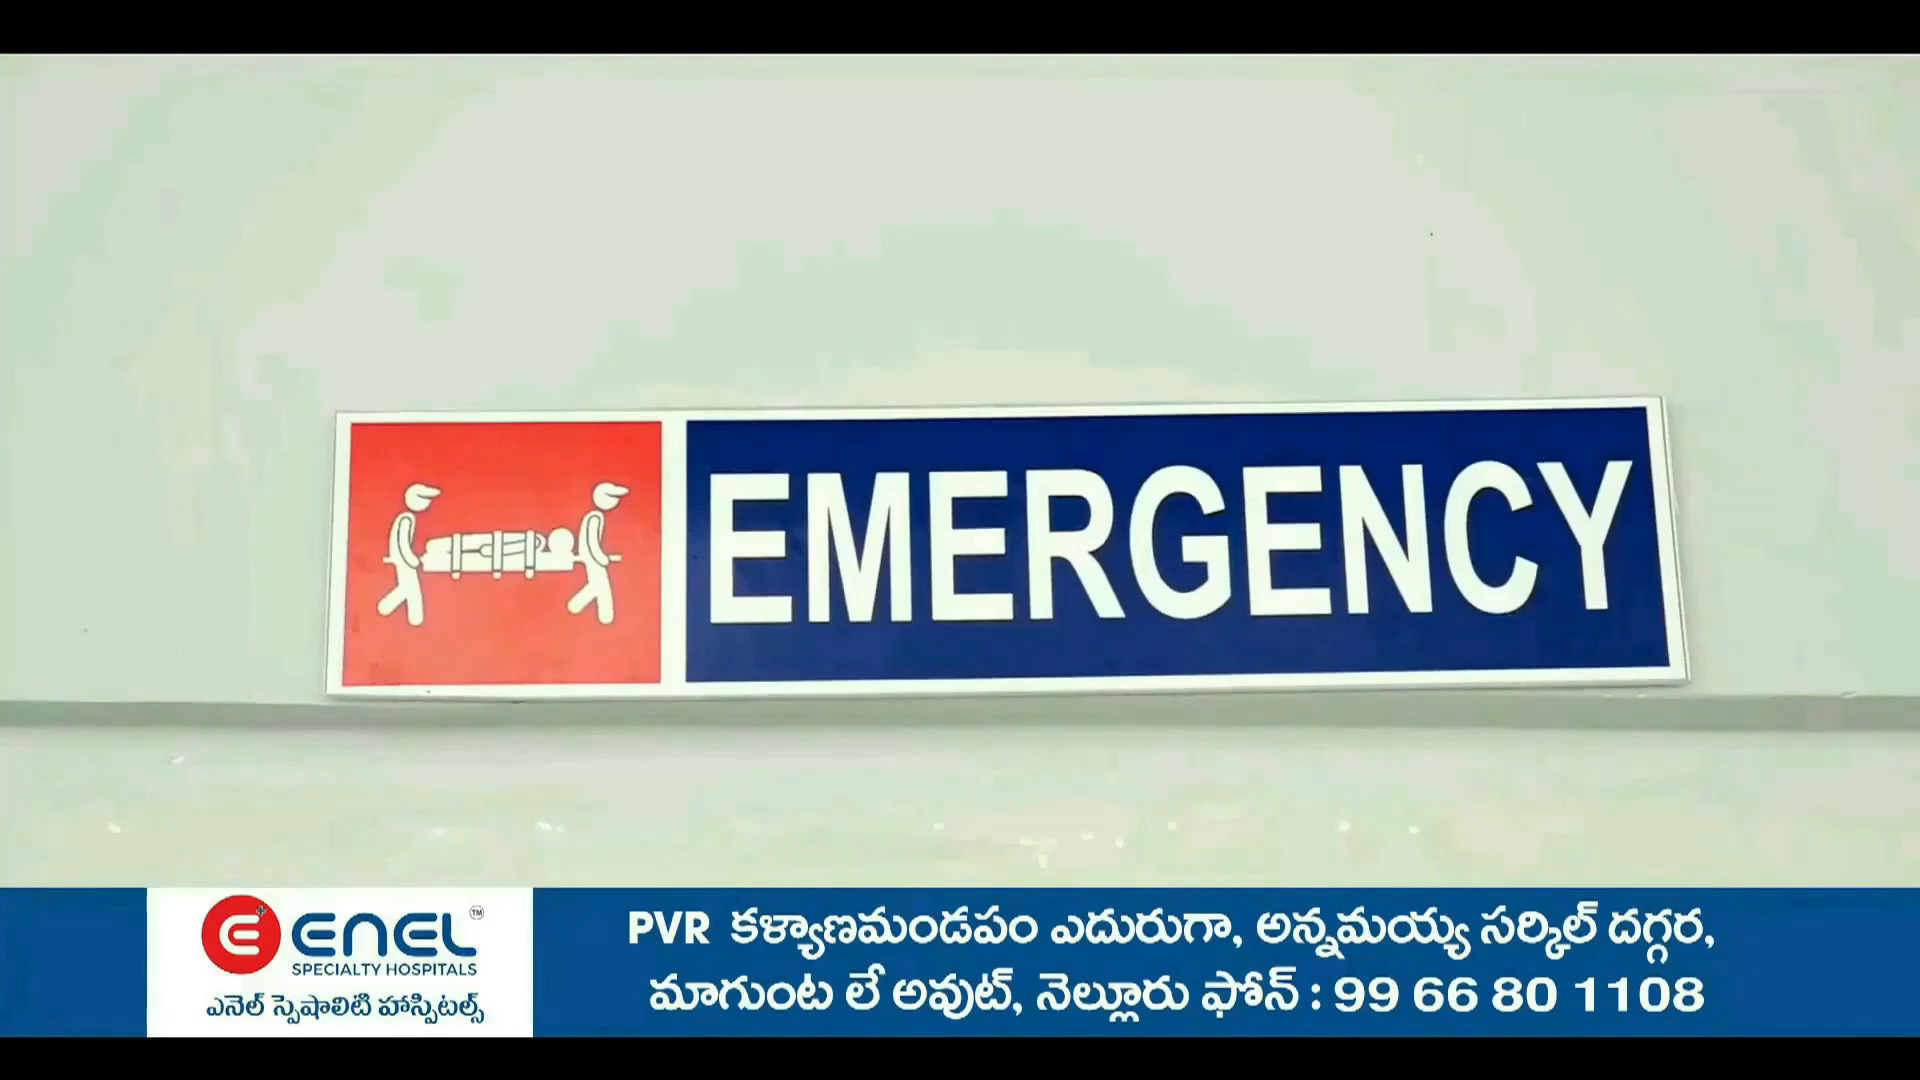 EMERGENCY
ENEL™
SPECIALTY HOSPITALS
ఎనెల్ స్పెషాలిటి హాస్పిటల్స్
PVR కళ్యాణమండపం ఎదురుగా, అన్నమయ్య సర్కిల్ దగ్గర,
మాగుంట లే అవుట్, నెల్లూరు ఫోన్ : 99 66 80 1108